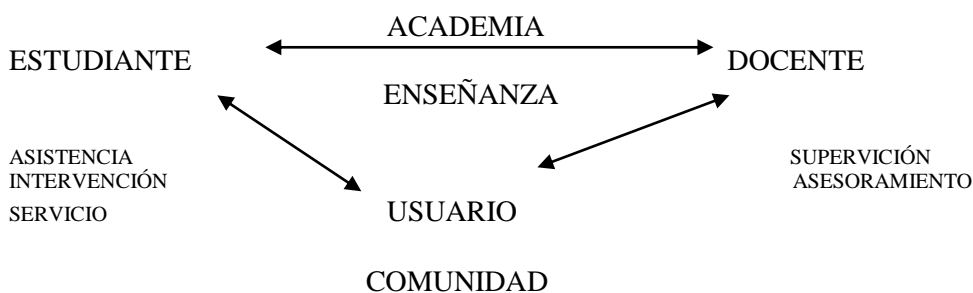 ACADEMIA
ESTUDIANTE
DOCENTE
ENSEÑANZA
ASISTENCIA
INTERVENCIÓN
SERVICIO
SUPERVICIÓN
ASESORAMIENTO
USUARIO
COMUNIDAD